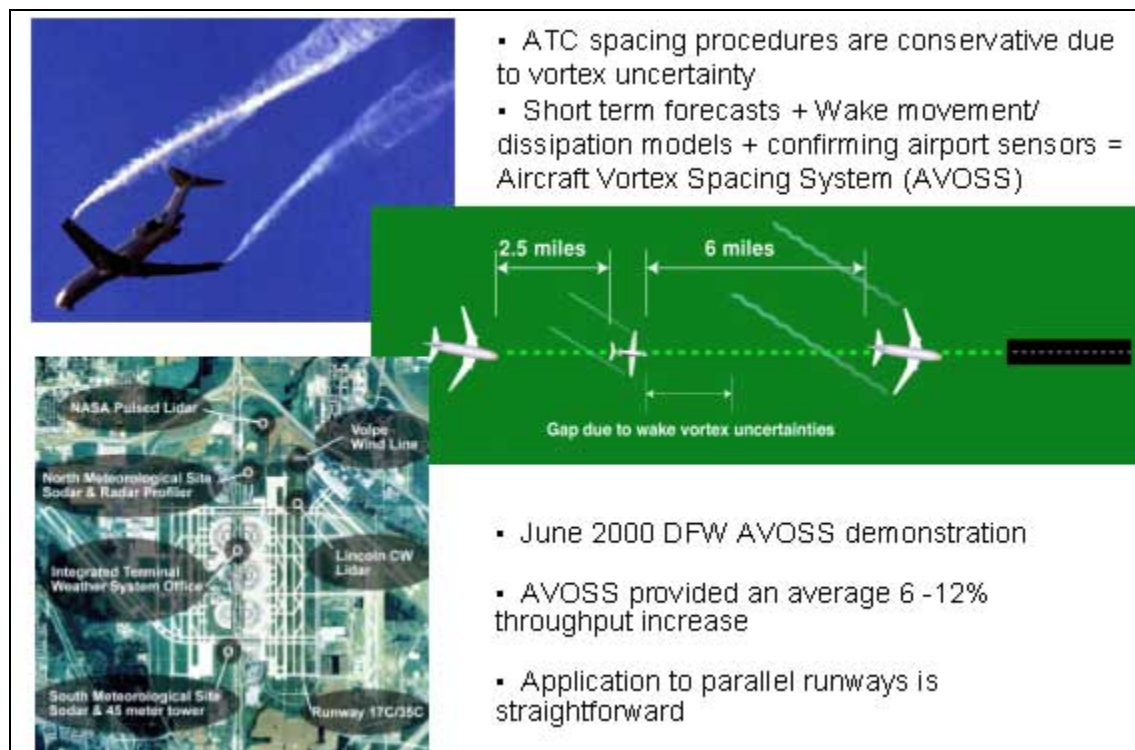 ▪ ATC spacing procedures are conservative due
to vortex uncertainty
▪ Short term forecasts + Wake movement/
dissipation models + confirming airport sensors =
Aircraft Vortex Spacing System (AVOSS)
2.5 miles
6 miles
Gap due to wake vortex uncertainties
NASA Pulsed Lidar
Volpe
Wind Line
North Meteorological Site
Sodar & Radar Profiler
Integrated Terminal
Weather System Office
Lincoln CW
Lidar
South Meteorological Site
Sodar & 45 meter tower
Runway 17C/35C
▪ June 2000 DFW AVOSS demonstration
▪ AVOSS provided an average 6 -12%
throughput increase
▪ Application to parallel runways is
straightforward